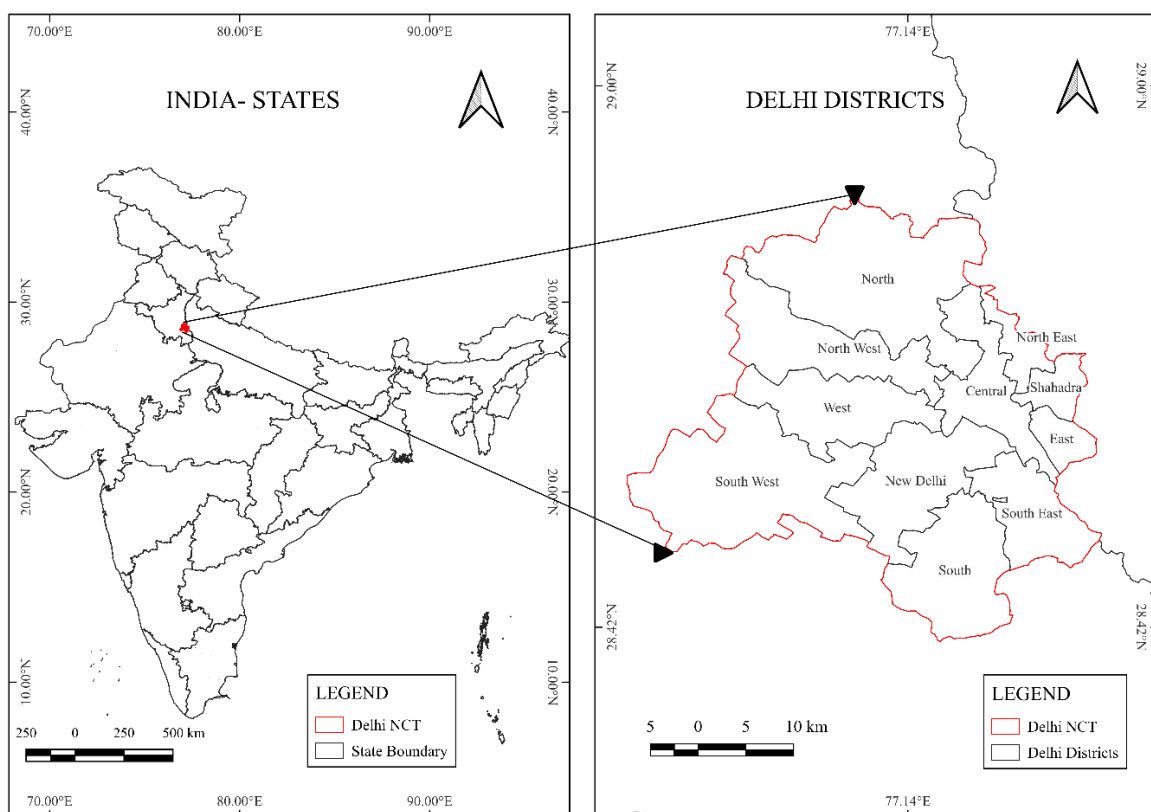 70.00°E 80.00°E 90.00°E
INDIA- STATES
40.00°N 40.00°N
30.00°N 30.00°N
20.00°N 20.00°N
10.00°N 10.00°N
LEGEND
Delhi NCT
State Boundary
250 0 250 500 km
70.00°E 80.00°E 90.00°E
77.14°E
29.00°N 29.00°N
DELHI DISTRICTS
North
North East
North West
Shahadra
Central
West
East
South West
New Delhi
South East
South
28.42°N 28.42°N
LEGEND
Delhi NCT
Delhi Districts
5 0 5 10 km
77.14°E